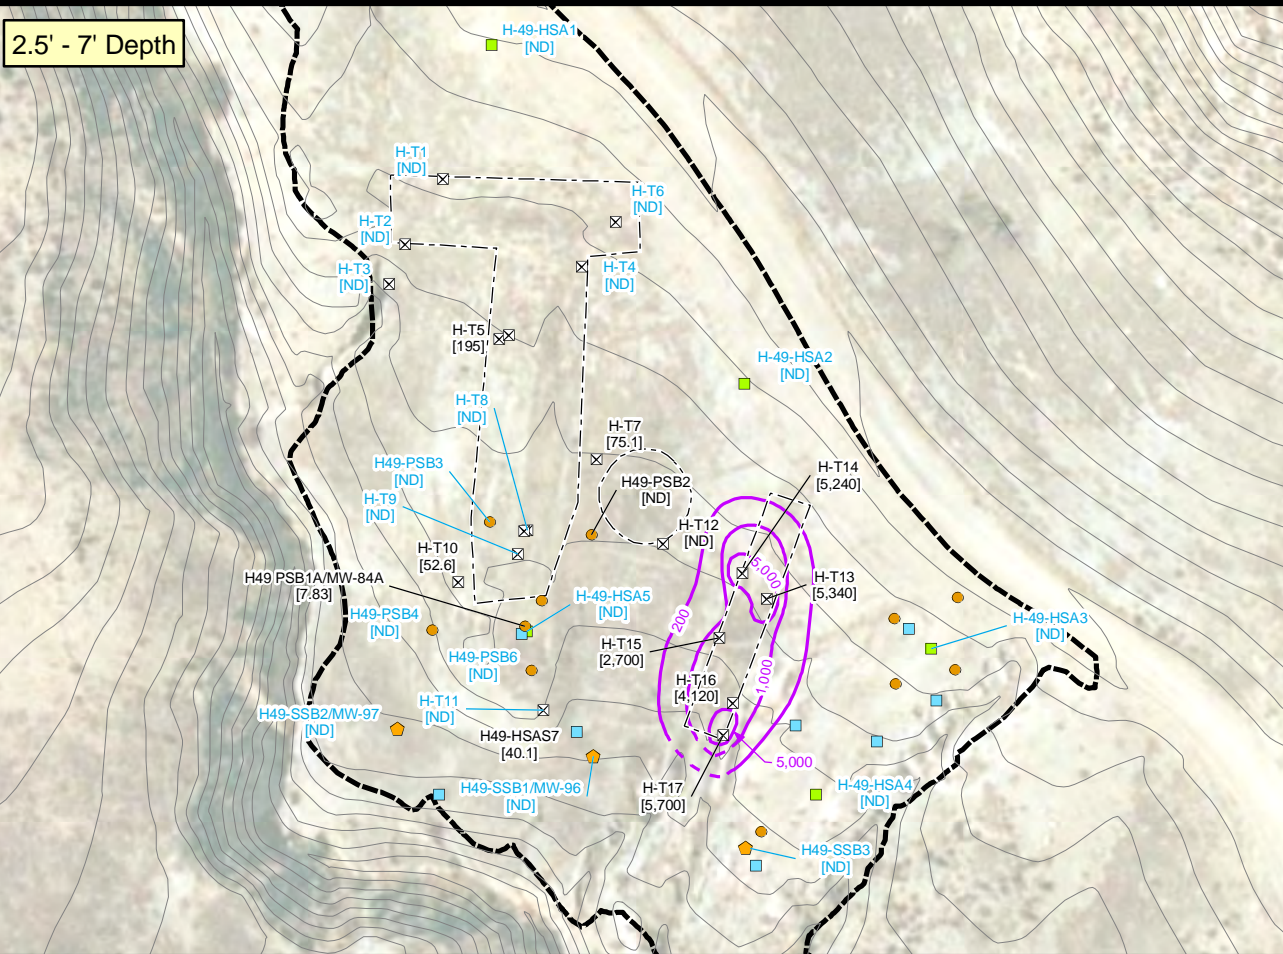 2.5' - 7' Depth
H-49-HSA1
[ND]
H-T1
[ND]
H-T6
[ND]
H-T2
[ND]
H-T3
[ND]
H-T4
[ND]
H-T5
[195]
H-49-HSA2
[ND]
H-T8
[ND]
H-T7
[75.1]
H49-PSB3
[ND]
H-T14
[5,240]
H49-PSB2
[ND]
H-T9
[ND]
H-T12
[ND]
H-T10
[52.6]
5,000
H49 PSB1A/MW-84A
[7.83]
H-T13
[5,340]
H-49-HSA5
[ND]
H49-PSB4
[ND]
200
H-49-HSA3
[ND]
H-T15
[2,700]
H49-PSB6
[ND]
H-T16
[4,120]
1,000
H-T11
[ND]
H49-SSB2/MW-97
[ND]
H49-HSAS7
[40.1]
5,000
H49-SSB1/MW-96
[ND]
H-T17
[5,700]
H-49-HSA4
[ND]
H49-SSB3
[ND]